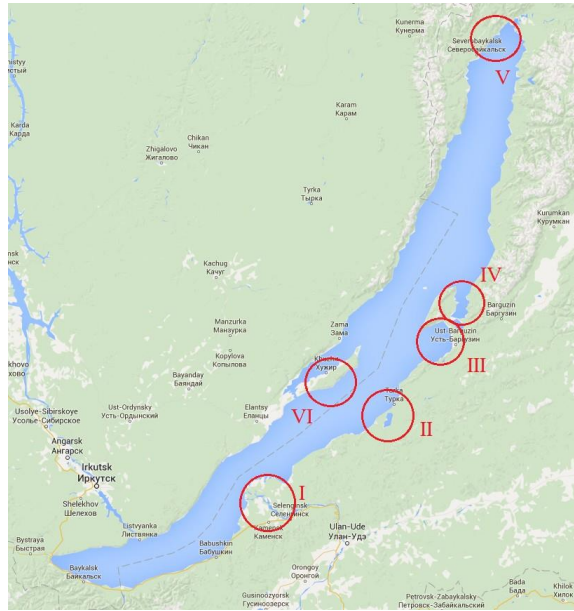 Kunerma
Кунерма
Severobaykalsk
Северобайкальск
V
Karam
Карам
Karda
Карда
Chikan
Чикан
Zhigalovo
Жигалово
Tyrka
Тырка
Kurumkan
Курумкан
Kachug
Качуг
IV
Barguzin
Баргузин
Manzurka
Манзурка
Zama
Зама
Ust-Barguzin
Усть-Баргузин
Kopylova
Копылова
III
Хужир
Bayanday
Баяндай
Turka
Турка
VI
Elantsy
Еланцы
Ust-Ordynsky
Усть-Ордынский
Usolye-Sibirskoye
Усолье-Сибирское
II
Angarsk
Ангарск
Irkutsk
Иркутск
I
Shelekhov
Шелехов
Selenginsk
Селенгинск
Kamensk
Каменск
Listvyanka
Листвянка
Ulan-Ude
Улан-Удэ
Bystraya
Быстрая
Babushkin
Бабушкин
Baykalsk
Байкальск
Orongoy
Оронгой
Gusinoozyorsk
Гусиноозерск
Petrovsk-Zabaykalsky
Петровск-Забайкальский
Bada
Бада
Khilok
Хилок